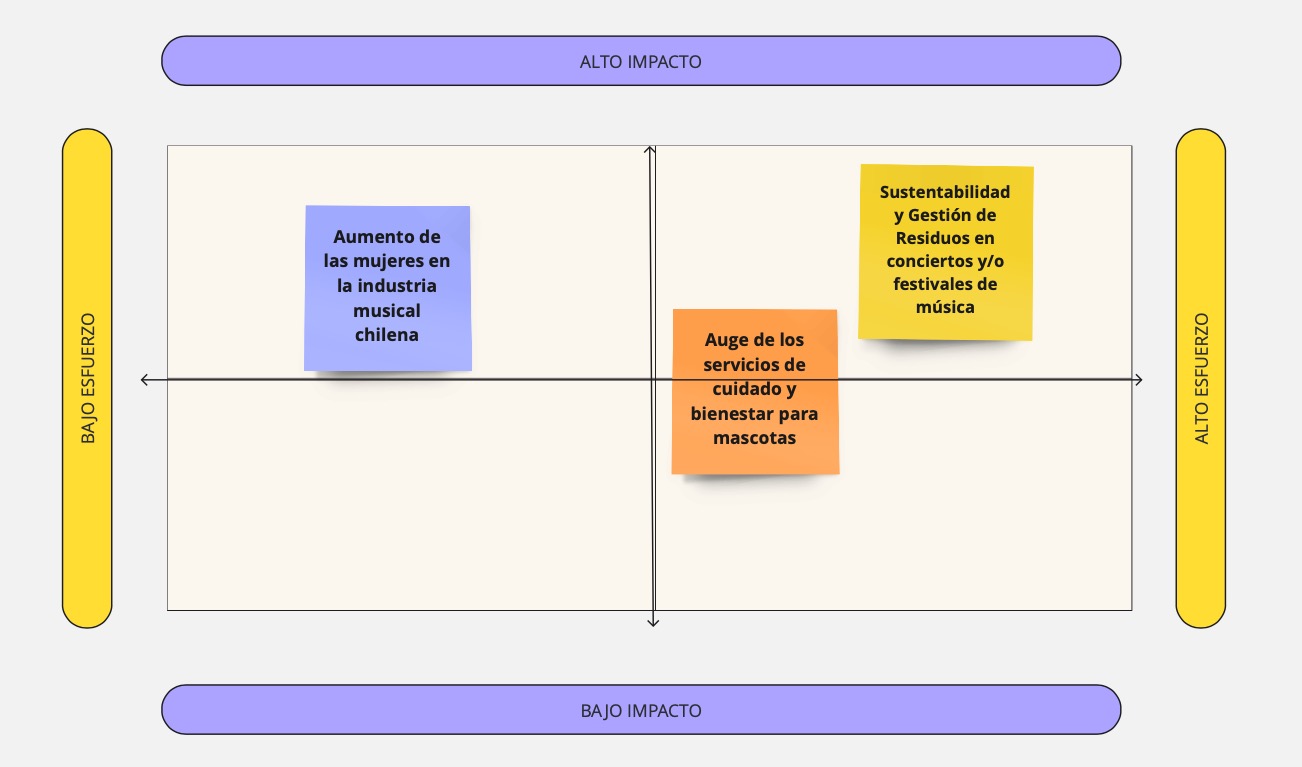 ALTO IMPACTO
BAJO ESFUERZO
Aumento de
las mujeres en
la industria
musical
chilena
Auge de los
servicios de
cuidado y
bienestar para
mascotas
Sustentabilidad
y Gestión de
Residuos en
conciertos y/o
festivales de
música
ALTO ESFUERZO
BAJO IMPACTO